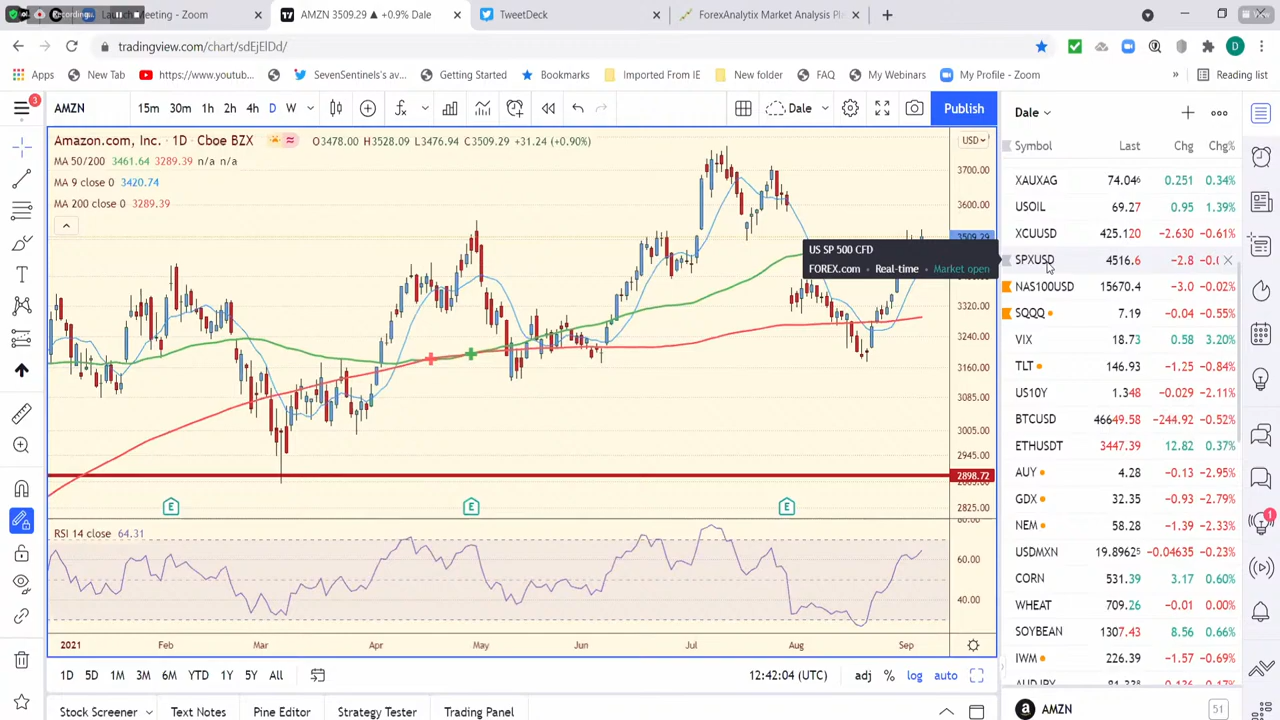 Recording...
Launch Meeting - Zoom
AMZN 3509.29 ▲ +0.9% Dale
TweetDeck
ForexAnalytix Market Analysis Pl
tradingview.com/chart/sdEjElDd/
Apps
New Tab
https://www.youtub...
SevenSentinels's av...
Getting Started
Bookmarks
Imported From IE
New folder
FAQ
My Webinars
My Profile - Zoom
»
Reading list
3
AMZN
15m 30m 1h 2h 4h D W
Dale
Publish
Dale
Amazon.com, Inc. · 1D · Cboe BZX O3478.00 H3528.09 L3476.94 C3509.29 +31.24 (+0.90%)
USD
MA 50/200 3461.64 3289.39 n/a n/a
MA 9 close 0 3420.74
MA 200 close 0 3289.39
3700.00
3600.00
3509.29
3320.00
3240.00
3160.00
3085.00
3005.00
2945.00
2898.72
2825.00
US SP 500 CFD
FOREX.com • Real-time • Market open
E E E
RSI 14 close 64.31
80.00
60.00
40.00
2021 Feb Mar Apr May Jun Jul Aug Sep
1D 5D 1M 3M 6M YTD 1Y 5Y All
12:42:04 (UTC)
adj % log auto
Stock Screener
Text Notes
Pine Editor
Strategy Tester
Trading Panel
Symbol Last Chg Chg%
XAUXAG 74.046 0.251 0.34%
USOIL 69.27 0.95 1.39%
XCUUSD 425.120 -2.630 -0.61%
SPXUSD 4516.6 -2.8
NAS100USD 15670.4 -3.0 -0.02%
SQQQ 7.19 -0.04 -0.55%
VIX 18.73 0.58 3.20%
TLT 146.93 -1.25 -0.84%
US10Y 1.348 -0.029 -2.11%
BTCUSD 46649.58 -244.92 -0.52%
ETHUSDT 3447.39 12.82 0.37%
AUY 4.28 -0.13 -2.95%
GDX 32.35 -0.93 -2.79%
NEM 58.28 -1.39 -2.33%
USDMXN 19.8962⁵ -0.04635 -0.23%
CORN 531.39 3.17 0.60%
WHEAT 709.26 -0.01 0.00%
SOYBEAN 1307.43 8.56 0.66%
IWM 226.39 -1.57 -0.69%
AUDJPY
AMZN
51
D
1